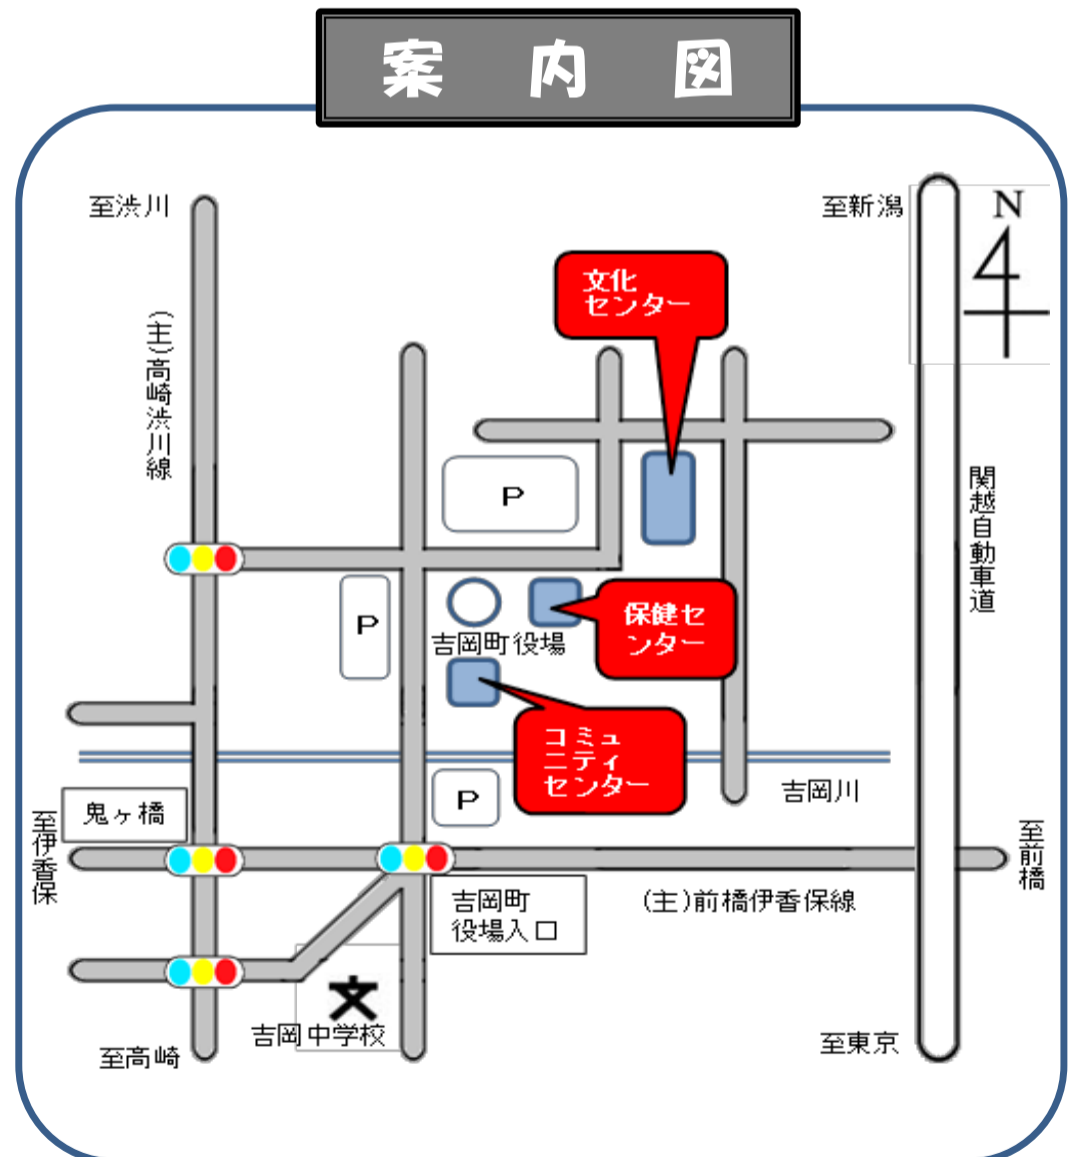 案内図
至渋川
至新潟
N
文化
センター
(主)高崎渋川線
P
関越自動車道
P
保健セ
ンター
吉岡町役場
コミュ
ニティ
センター
P
吉岡川
鬼ヶ橋
至伊香保
至前橋
吉岡町
役場入口
(主)前橋伊香保線
文
吉岡中学校
至高崎
至東京